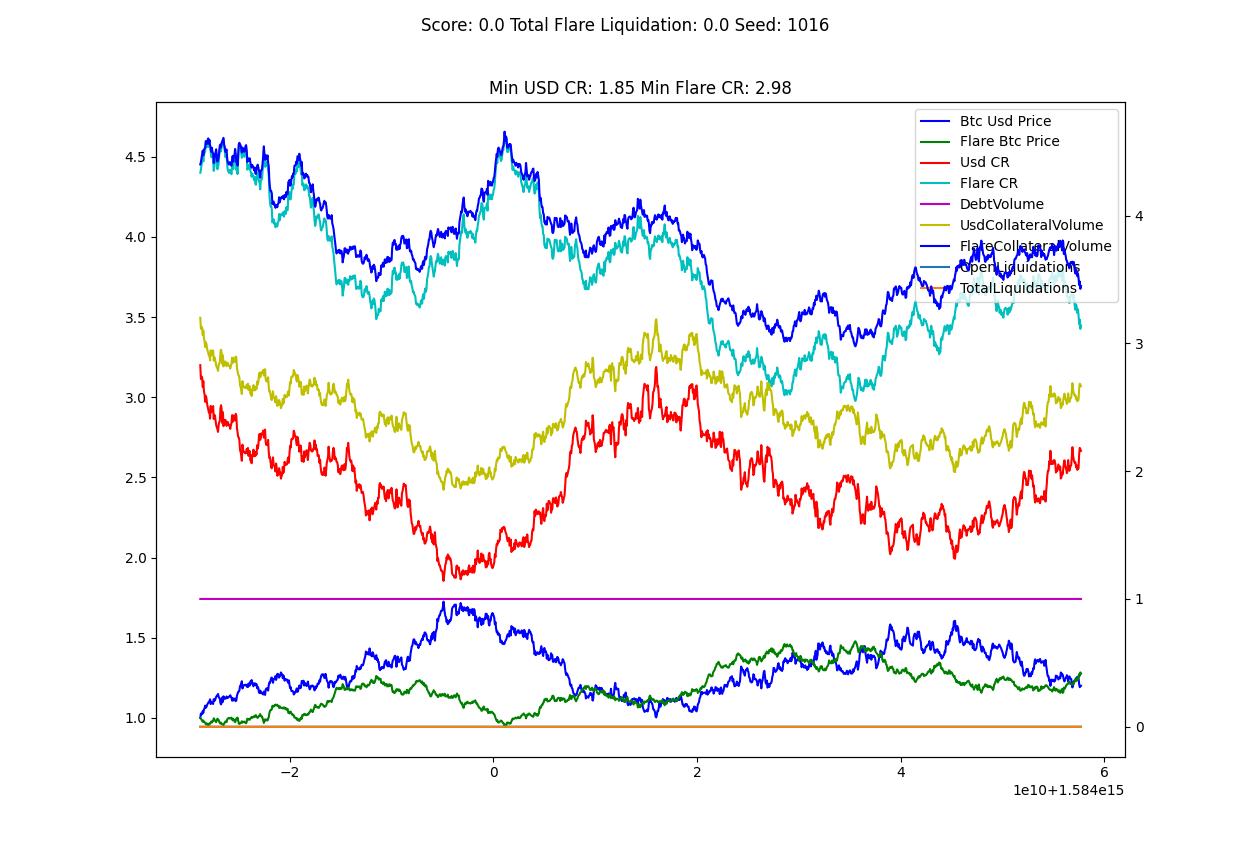 Score: 0.0 Total Flare Liquidation: 0.0 Seed: 1016
Min USD CR: 1.85 Min Flare CR: 2.98
Btc Usd Price
Flare Btc Price
Usd CR
Flare CR
DebtVolume
UsdCollateralVolume
FlareCollateralVolume
OpenLiquidations
TotalLiquidations
4.5
4.0
3.5
3.0
2.5
2.0
1.5
1.0
4
3
2
1
0
−2
0
2
4
6
1e10+1.584e15